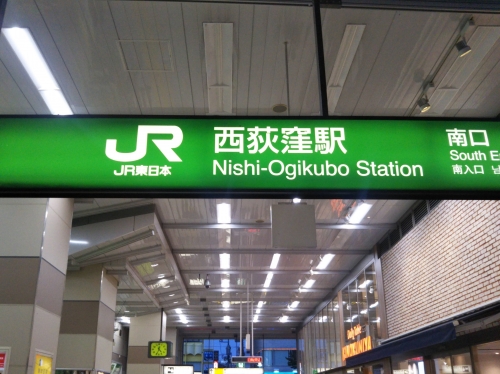 JR
JR東日本
西荻窪駅
Nishi-Ogikubo Station
南口
South E
南入口 남